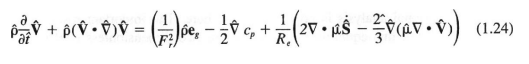 ρ̂ ∂/∂t̂ V̂ + ρ̂(V̂ · ∇̂)V̂ = (1/F_r²) ρ̂e_g − 1/2 ∇̂ c_p + 1/R_e (2∇ · μ̂Ŝ̇ − 2/3 ∇̂(μ̂∇ · V̂)) (1.24)